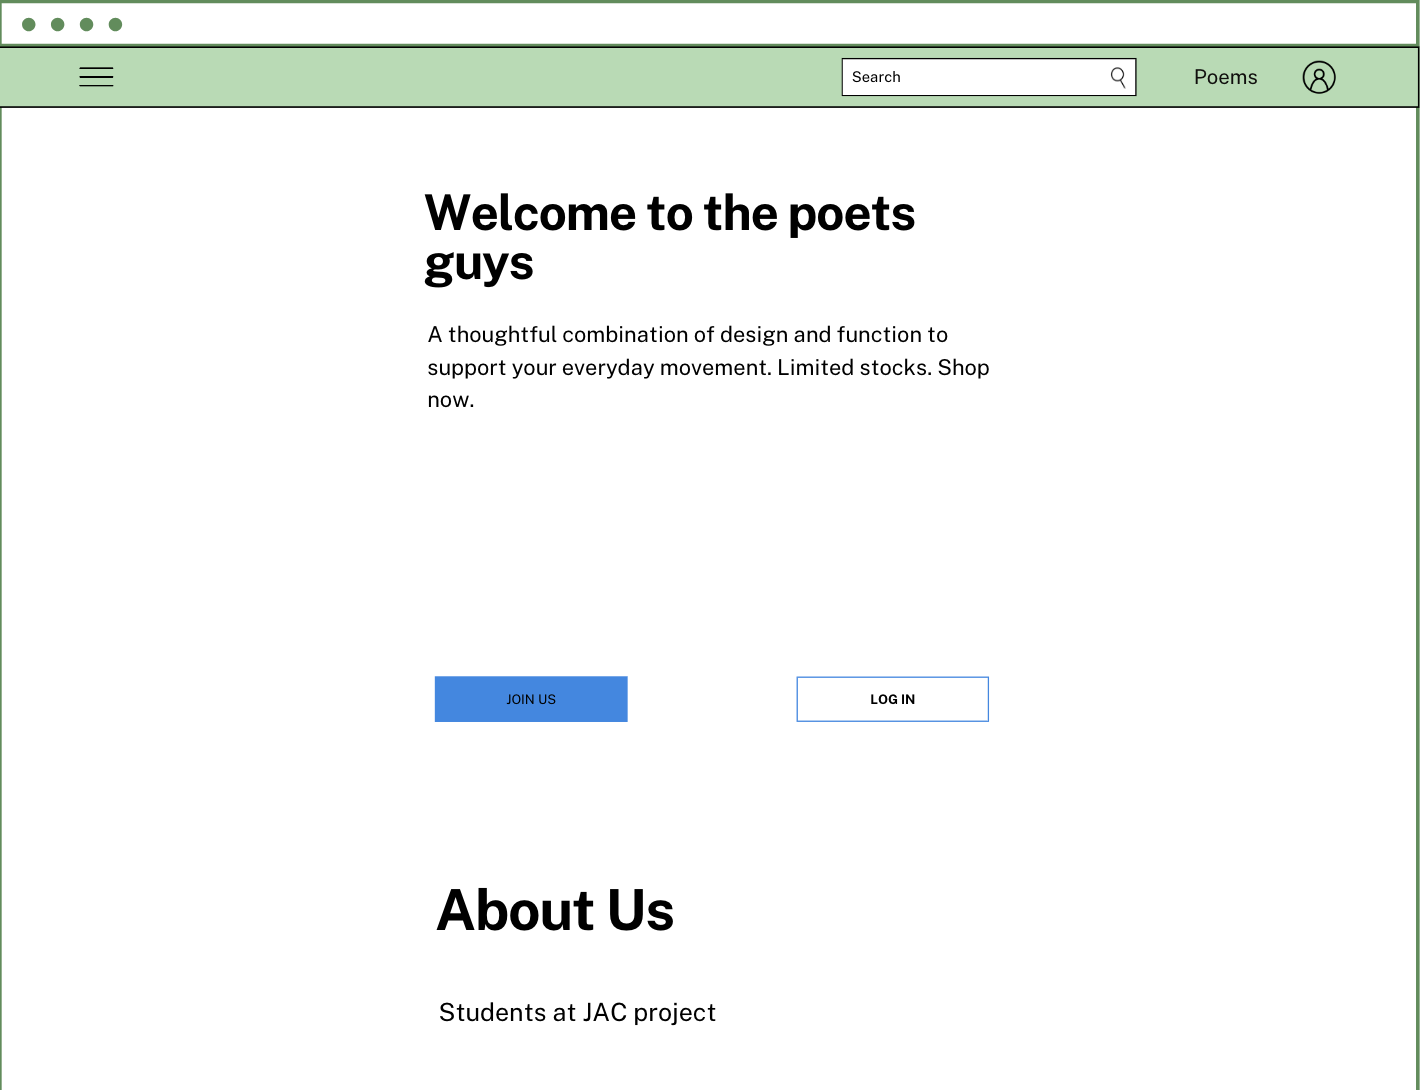 Search
Poems
Welcome to the poets
guys
A thoughtful combination of design and function to
support your everyday movement. Limited stocks. Shop
now.
JOIN US
LOG IN
About Us
Students at JAC project